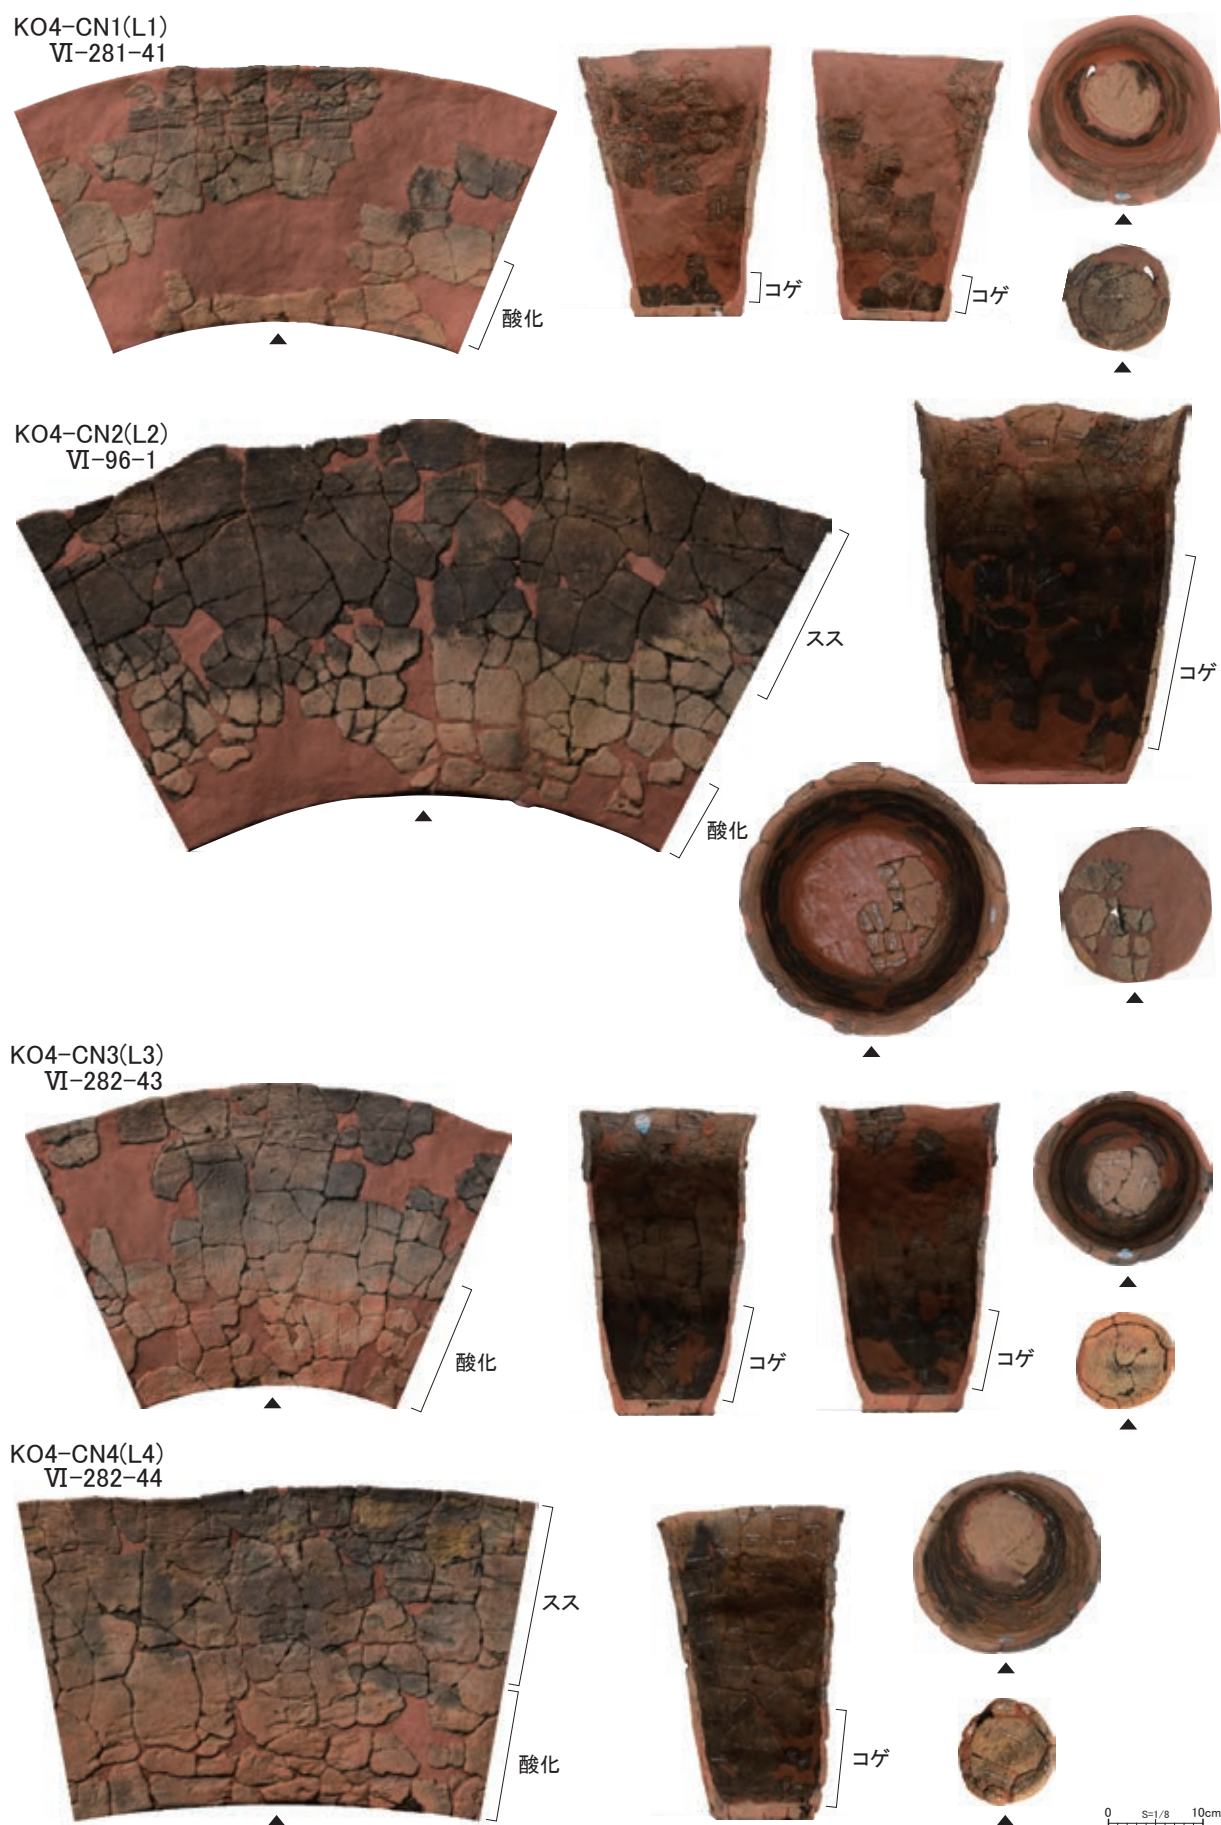 KO4-CN1(L1)
Ⅵ-281-41
酸化
コゲ
コゲ
KO4-CN2(L2)
Ⅵ-96-1
スス
酸化
コゲ
KO4-CN3(L3)
Ⅵ-282-43
酸化
コゲ
コゲ
KO4-CN4(L4)
Ⅵ-282-44
スス
酸化
コゲ
0 S=1/8 10cm